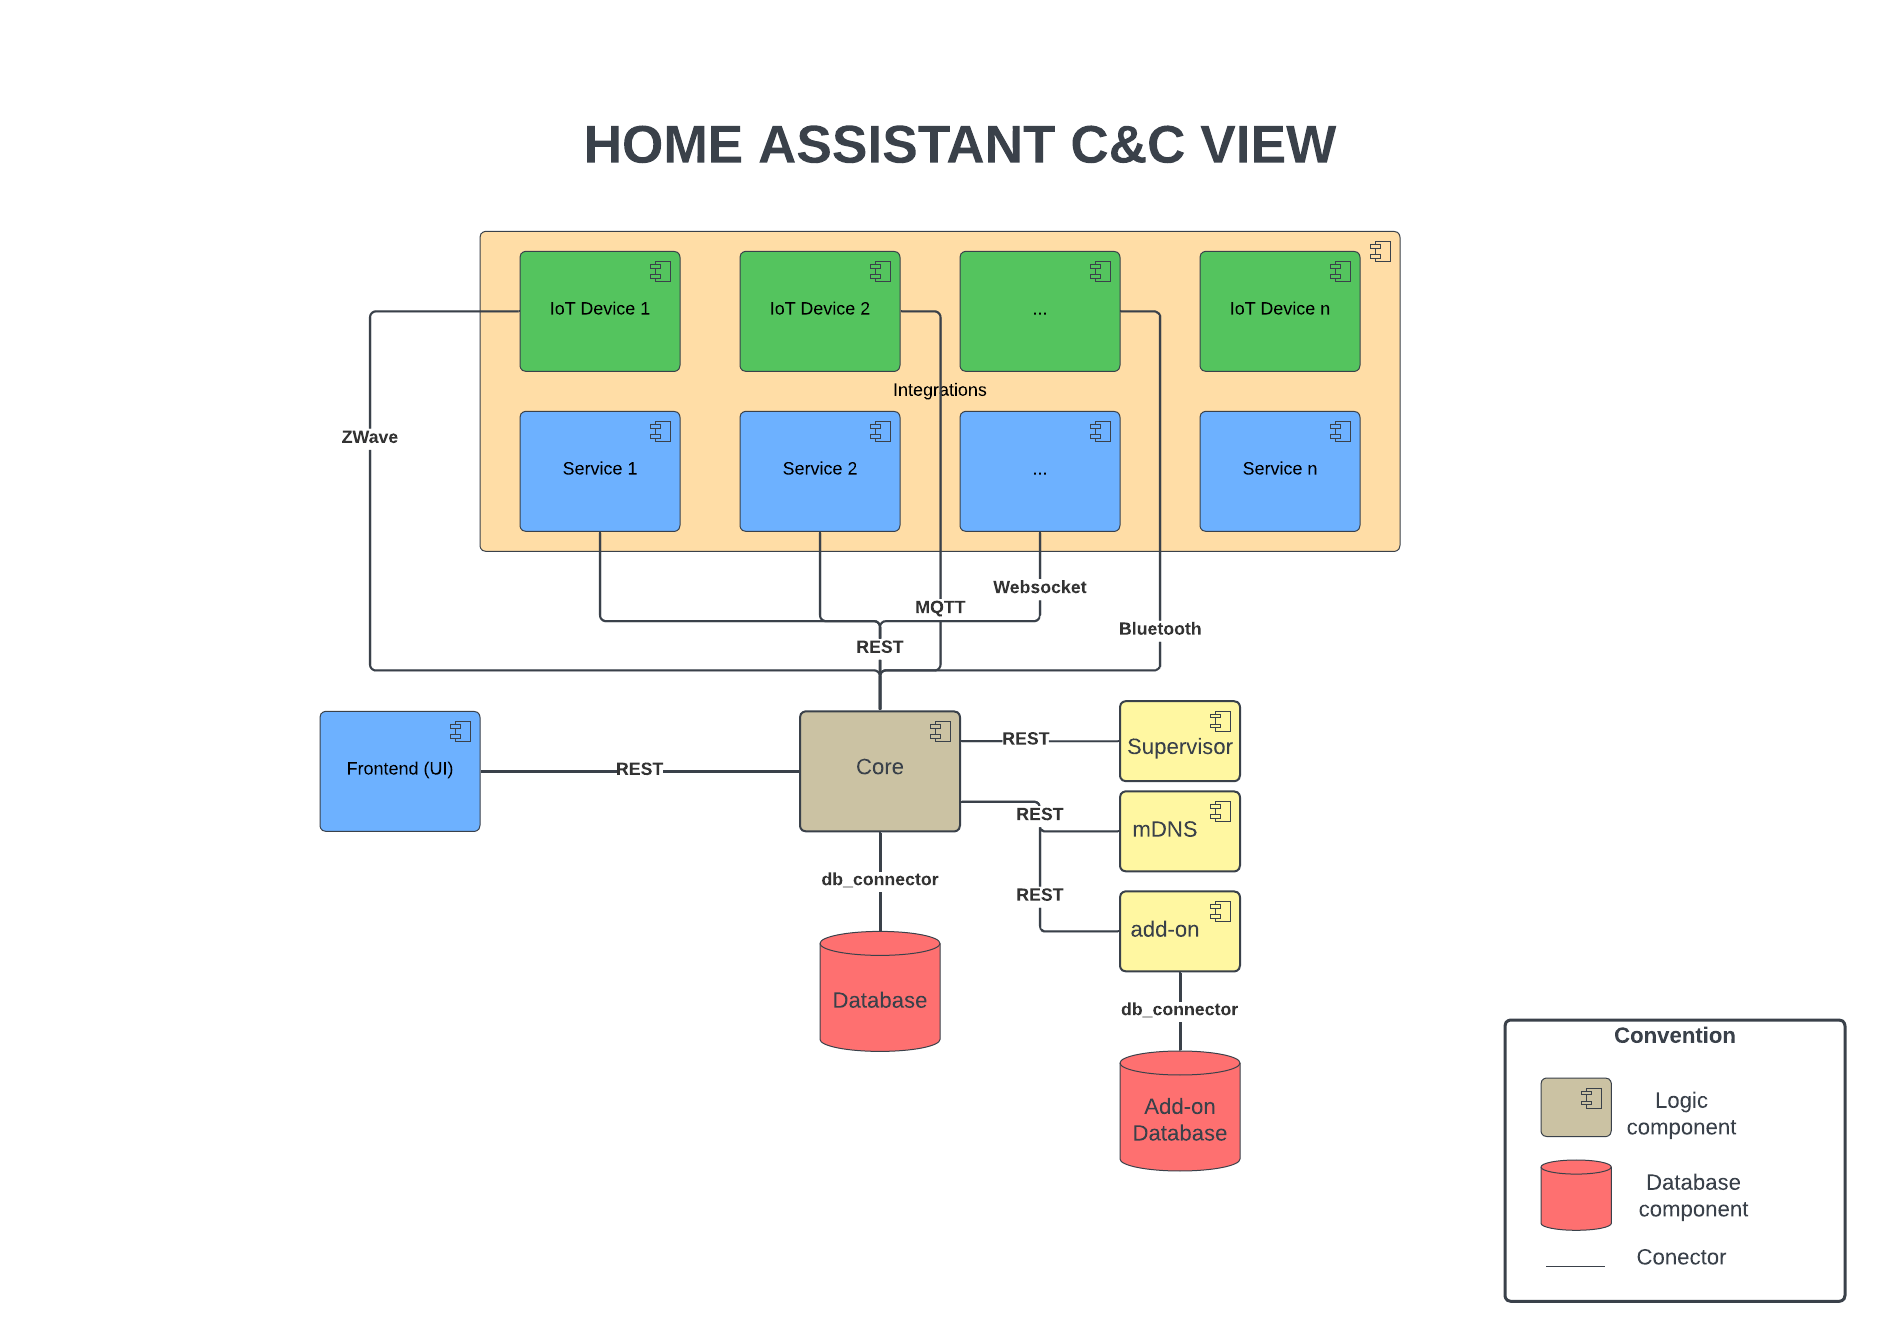 HOME ASSISTANT C&C VIEW
IoT Device 1
IoT Device 2
...
IoT Device n
Integrations
ZWave
Service 1
Service 2
...
Service n
Websocket
MQTT
Bluetooth
REST
Frontend (UI)
REST
Core
REST
Supervisor
REST
mDNS
db_connector
REST
add-on
Database
db_connector
Add-on
Database
Convention
Logic
component
Database
component
Conector